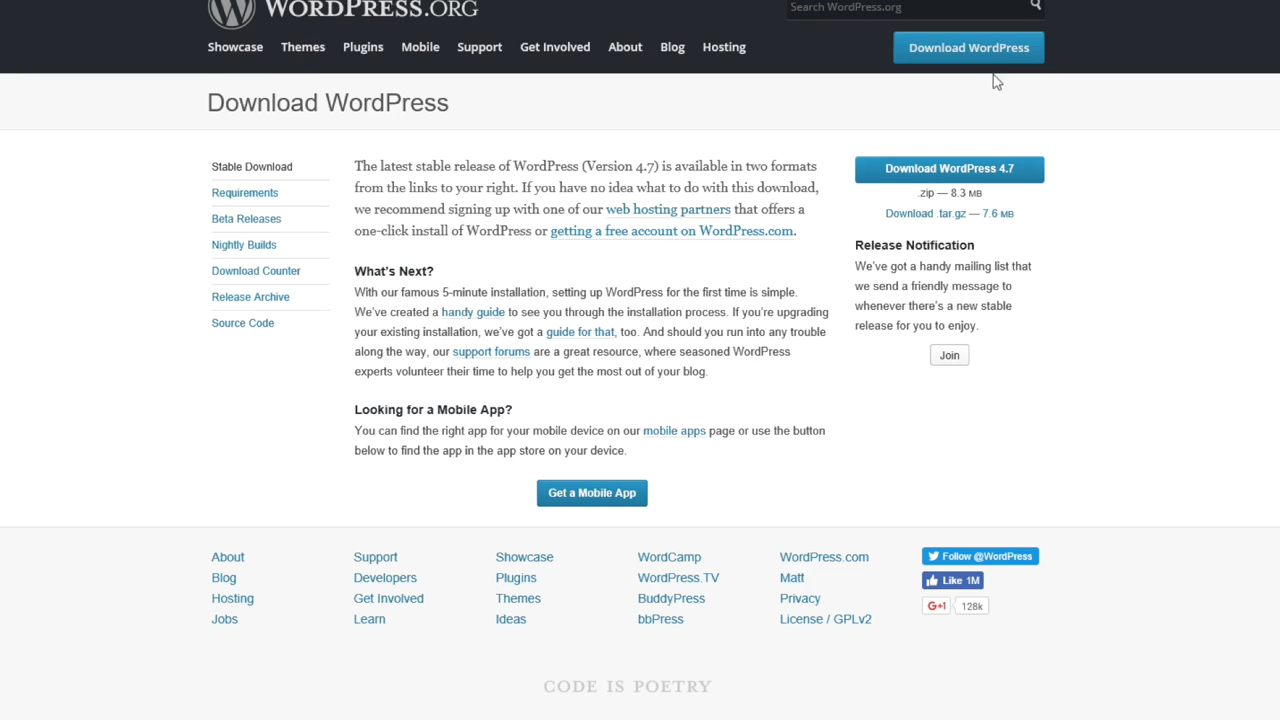 WORDPRESS.ORG
Search WordPress.org
Showcase Themes Plugins Mobile Support Get Involved About Blog Hosting
Download WordPress
Download WordPress
Stable Download
Requirements
Beta Releases
Nightly Builds
Download Counter
Release Archive
Source Code
The latest stable release of WordPress (Version 4.7) is available in two formats
from the links to your right. If you have no idea what to do with this download,
we recommend signing up with one of our web hosting partners that offers a
one-click install of WordPress or getting a free account on WordPress.com.
What's Next?
With our famous 5-minute installation, setting up WordPress for the first time is simple.
We've created a handy guide to see you through the installation process. If you're upgrading
your existing installation, we've got a guide for that, too. And should you run into any trouble
along the way, our support forums are a great resource, where seasoned WordPress
experts volunteer their time to help you get the most out of your blog.
Looking for a Mobile App?
You can find the right app for your mobile device on our mobile apps page or use the button
below to find the app in the app store on your device.
Get a Mobile App
Download WordPress 4.7
.zip — 8.3 MB
Download .tar.gz — 7.6 MB
Release Notification
We've got a handy mailing list that
we send a friendly message to
whenever there's a new stable
release for you to enjoy.
Join
About
Blog
Hosting
Jobs
Support
Developers
Get Involved
Learn
Showcase
Plugins
Themes
Ideas
WordCamp
WordPress.TV
BuddyPress
bbPress
WordPress.com
Matt
Privacy
License / GPLv2
Follow @WordPress
Like 1M
G+1 128k
CODE IS POETRY